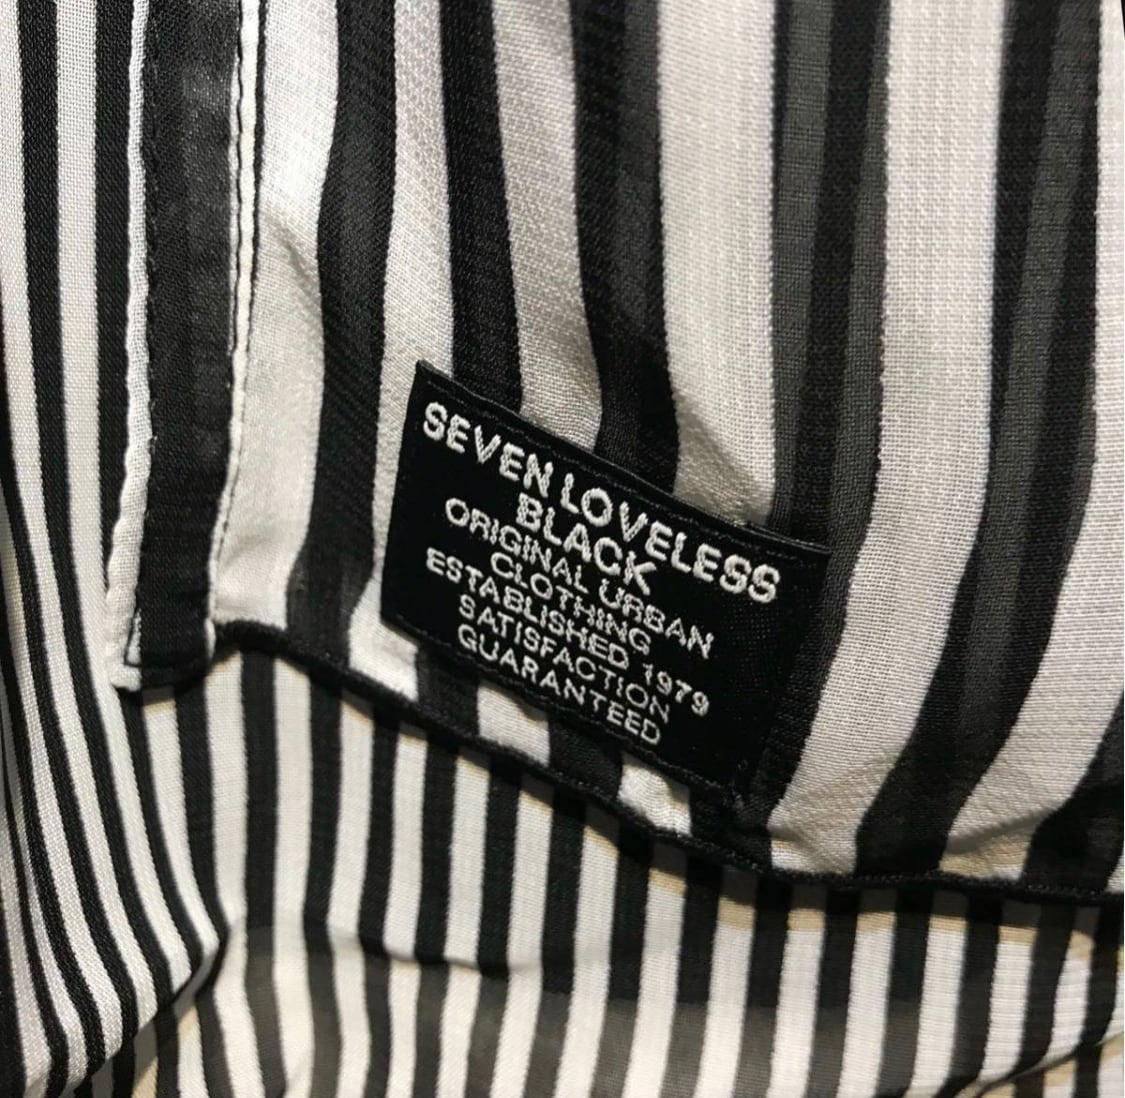 SEVEN LOVELESS
BLACK
ORIGINAL URBAN
CLOTHING
ESTABLISHED 1979
SATISFACTION
GUARANTEED